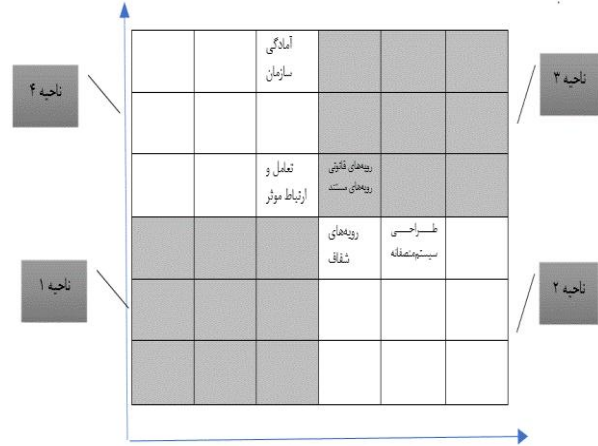 آمادگی
سازمان
ناحیه ۴
ناحیه ۳
تعامل و
ارتباط موثر
رویه‌های قانونی
رویه‌های مستند
رویه‌های
شفاف
طراحی
سیستم‌منصفانه
ناحیه ۱
ناحیه ۲